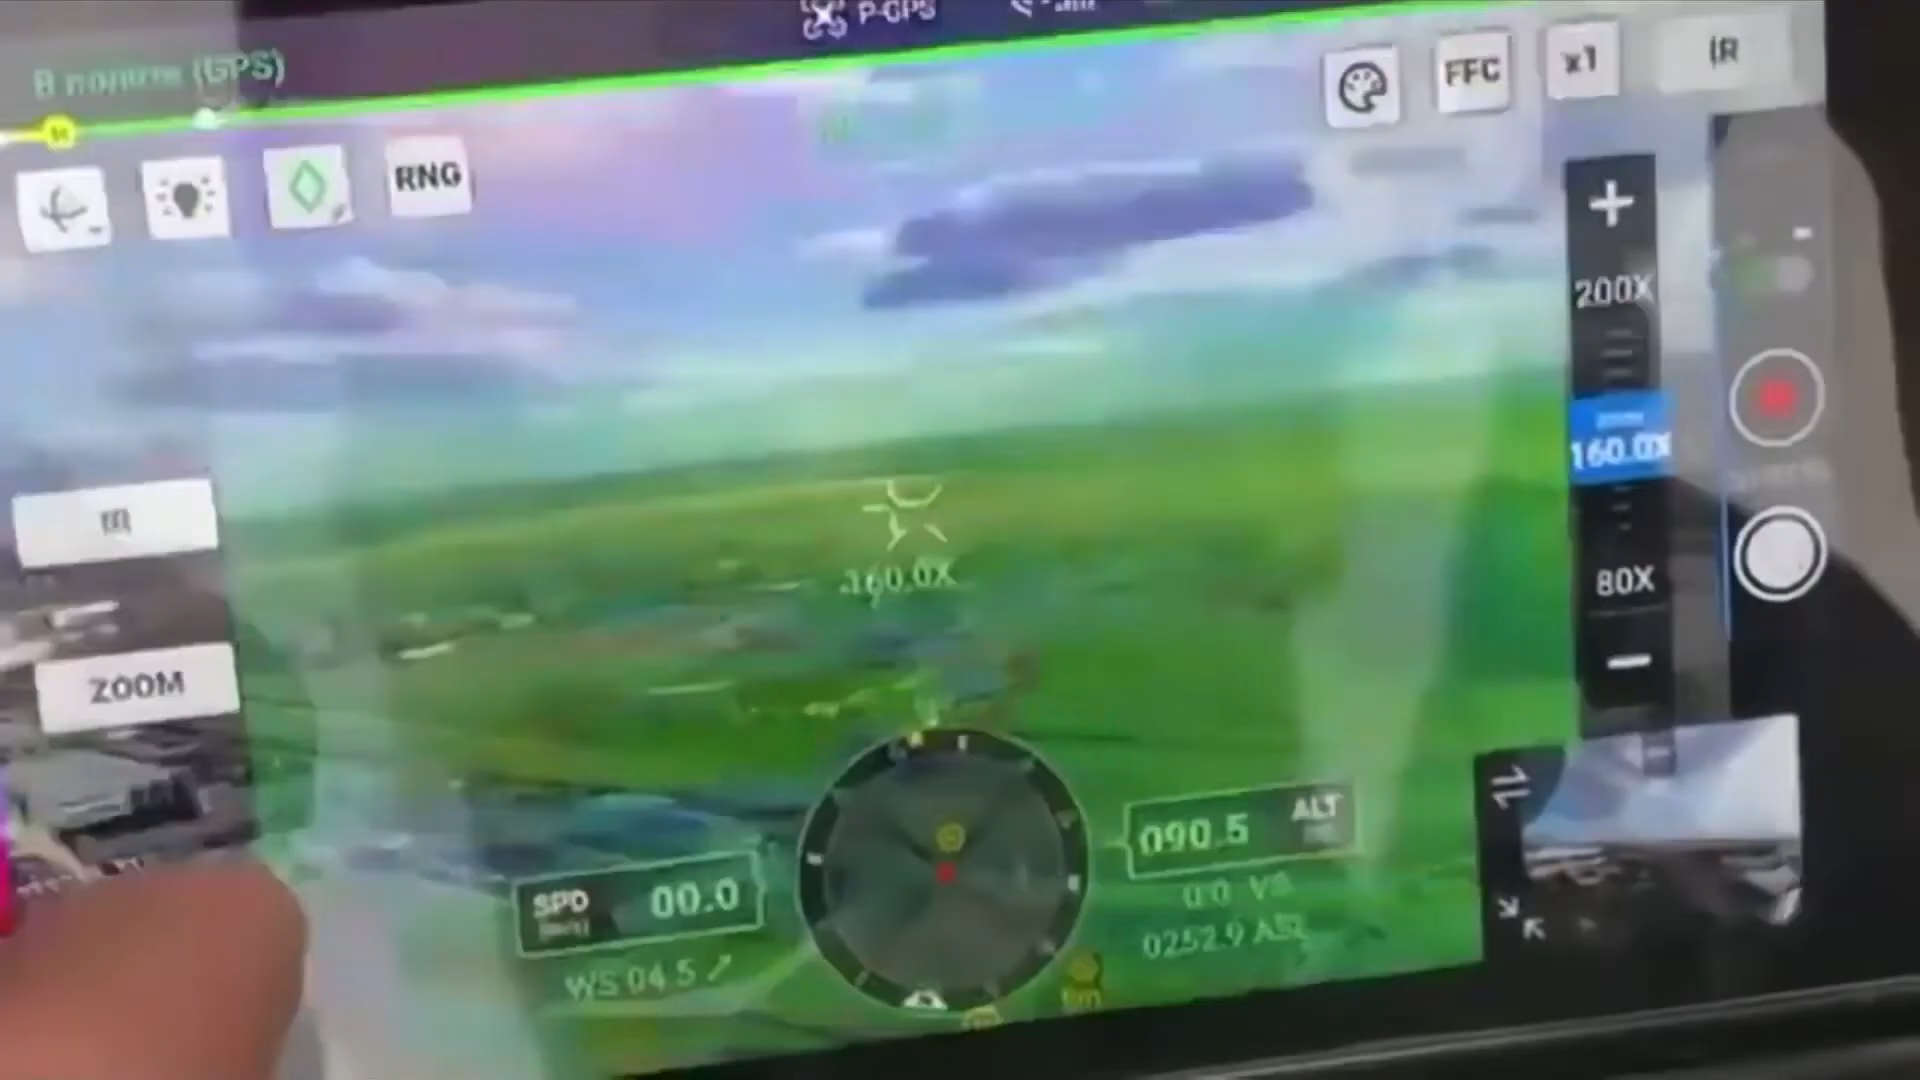 P-GPS
В полете (GPS)
FFC
x1
IR
RNG
200X
160.0X
80X
160.0X
ZOOM
090.5 ALT
0.0 VS
0252.9 ASL
SPD 00.0
WS 04.5